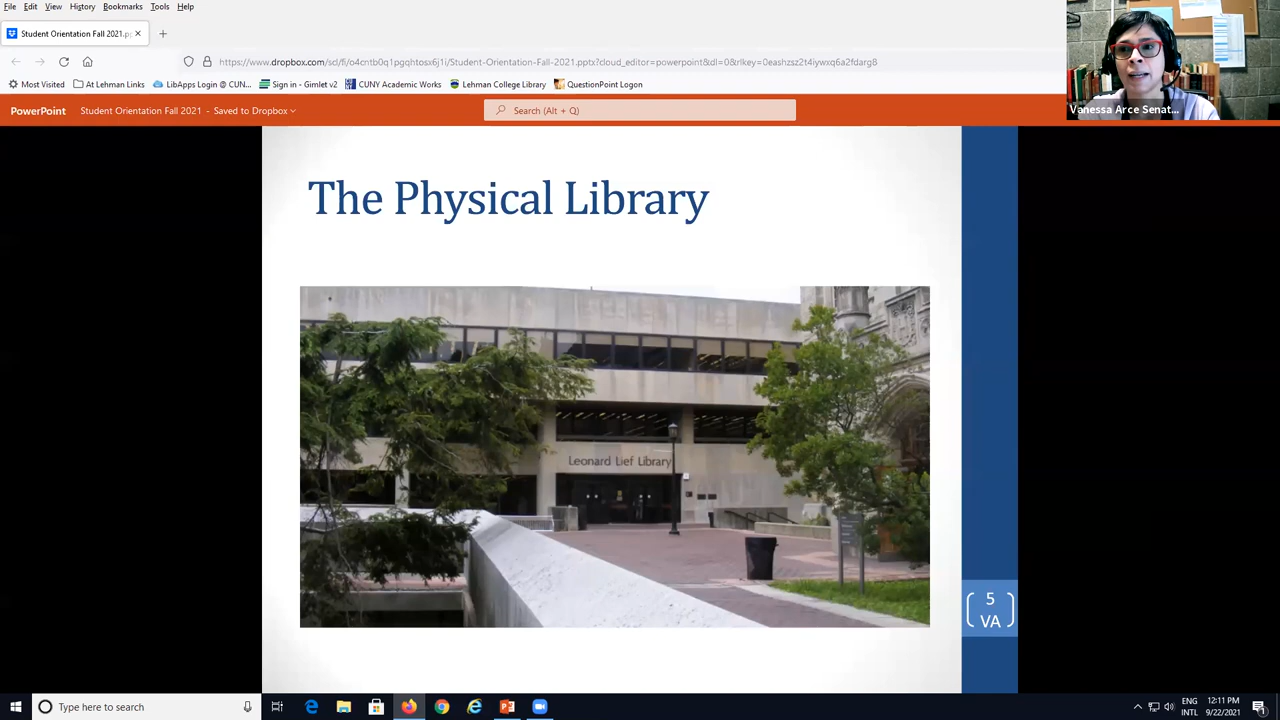 File Edit View History Bookmarks Tools Help
Student Orientation Fall 2021.p
Most Visited At Lehman Links LibApps Login @ CUN... Sign in - Gimlet v2 CUNY Academic Works Lehman College Library QuestionPoint Logon
PowerPoint Student Orientation Fall 2021 - Saved to Dropbox Search (Alt + Q)
Vanessa Arce Senat...
The Physical Library
Leonard Lief Library
5
VA
Type here to search
ENG 12:11 PM
INTL 9/22/2021